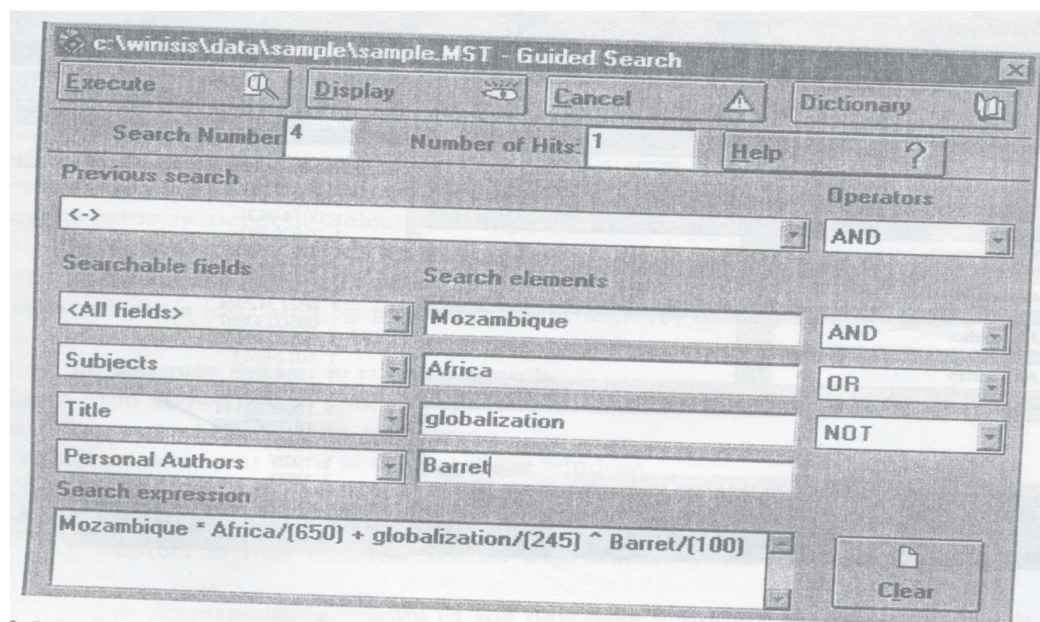 c:\winisis\data\sample\sample.MST - Guided Search
Execute Display Cancel Dictionary
Search Number 4 Number of Hits: 1 Help ?
Previous search Operators
<-> AND
Searchable fields Search elements
<All fields> Mozambique AND
Subjects Africa OR
Title globalization NOT
Personal Authors Barret
Search expression
Mozambique * Africa/(650) + globalization/(245) ^ Barret/(100)
Clear